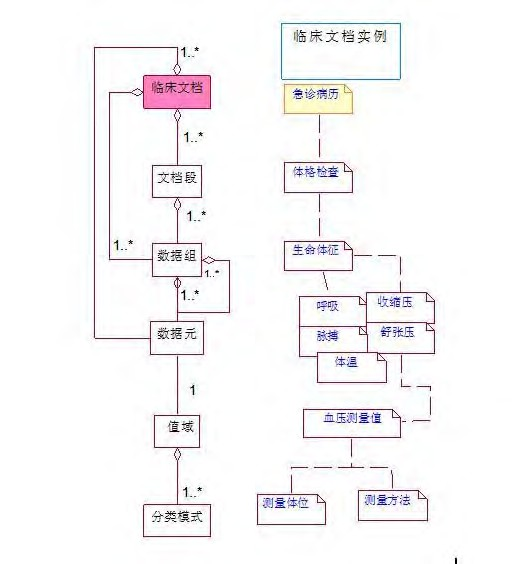 临床文档实例
1..*
临床文档
急诊病历
1..*
文档段
体格检查
1..*
1..*
数据组
生命体征
1..*
1..*
呼吸
收缩压
数据元
脉搏
舒张压
体温
1
值域
血压测量值
1..*
测量体位
测量方法
分类模式